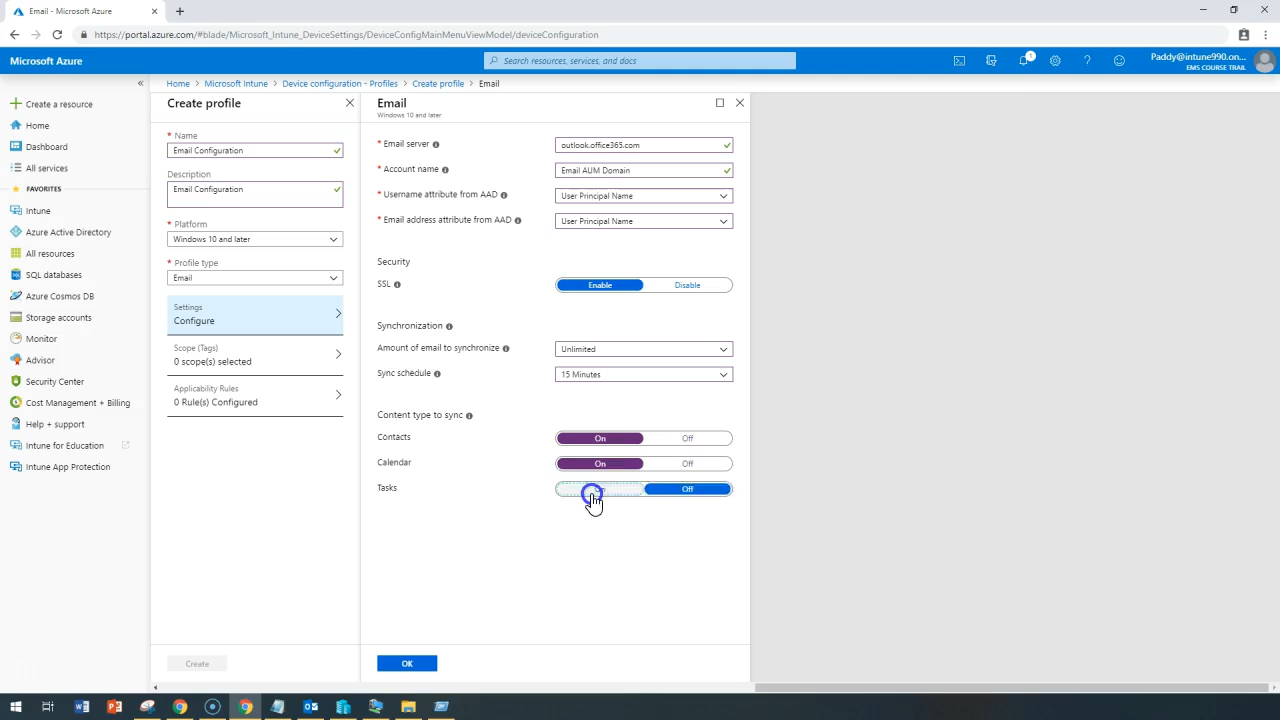 Email - Microsoft Azure
https://portal.azure.com/#blade/Microsoft_Intune_DeviceSettings/DeviceConfigMainMenuViewModel/deviceConfiguration
Microsoft Azure
Search resources, services, and docs
1
Paddy@intune990.on...
EMS COURSE TRAIL
Home > Microsoft Intune > Device configuration - Profiles > Create profile > Email
Create a resource
Home
Dashboard
All services
FAVORITES
Intune
Azure Active Directory
All resources
SQL databases
Azure Cosmos DB
Storage accounts
Monitor
Advisor
Security Center
Cost Management + Billing
Help + support
Intune for Education
Intune App Protection
Create profile
* Name
Email Configuration
Description
Email Configuration
* Platform
Windows 10 and later
* Profile type
Email
Settings
Configure
Scope (Tags)
0 scope(s) selected
Applicability Rules
0 Rule(s) Configured
Create
Email
Windows 10 and later
* Email server
outlook.office365.com
* Account name
Email AUM Domain
* Username attribute from AAD
User Principal Name
* Email address attribute from AAD
User Principal Name
Security
SSL
Enable Disable
Synchronization
Amount of email to synchronize
Unlimited
Sync schedule
15 Minutes
Content type to sync
Contacts
On Off
Calendar
On Off
Tasks
Off
OK